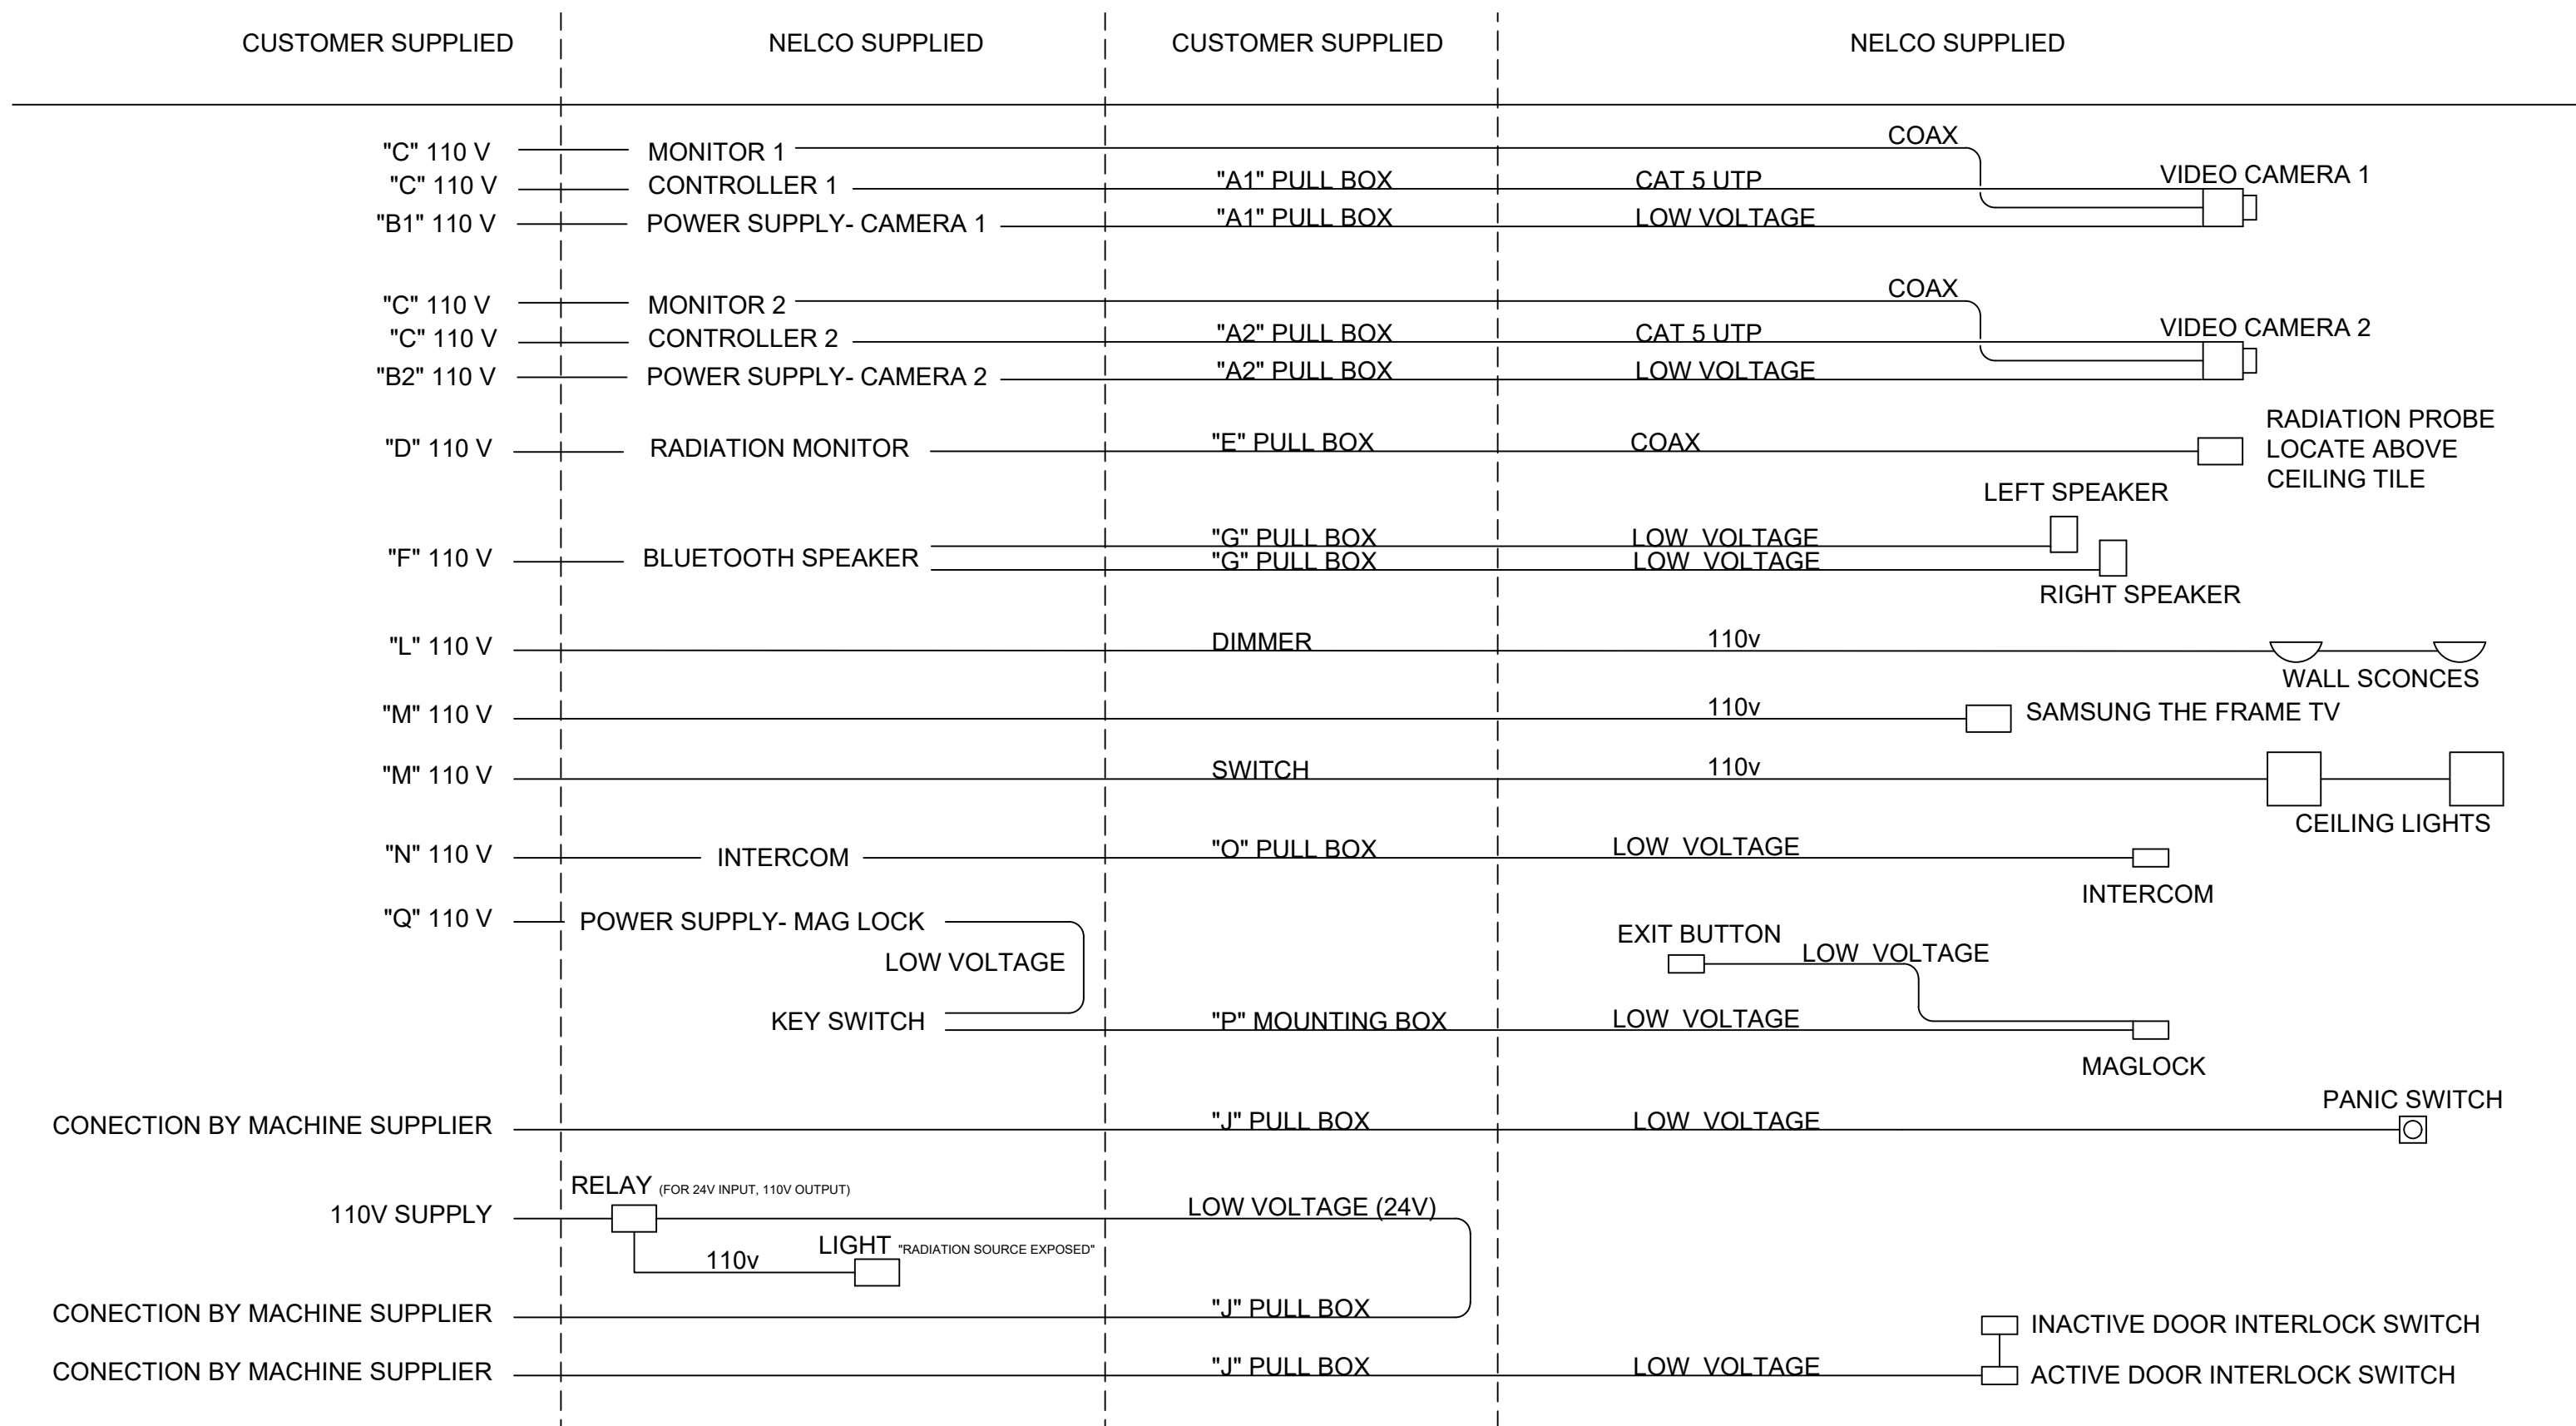 CUSTOMER SUPPLIED NELCO SUPPLIED CUSTOMER SUPPLIED NELCO SUPPLIED
COAX
"C" 110 V MONITOR 1
VIDEO CAMERA 1
"C" 110 V CONTROLLER 1 "A1" PULL BOX CAT 5 UTP
"B1" 110 V POWER SUPPLY- CAMERA 1 "A1" PULL BOX LOW VOLTAGE
COAX
"C" 110 V MONITOR 2
VIDEO CAMERA 2
"C" 110 V CONTROLLER 2 "A2" PULL BOX CAT 5 UTP
"B2" 110 V POWER SUPPLY- CAMERA 2 "A2" PULL BOX LOW VOLTAGE
RADIATION PROBE
"D" 110 V RADIATION MONITOR "E" PULL BOX COAX LOCATE ABOVE
CEILING TILE
LEFT SPEAKER
"G" PULL BOX LOW VOLTAGE
"F" 110 V BLUETOOTH SPEAKER "G" PULL BOX LOW VOLTAGE
RIGHT SPEAKER
"L" 110 V DIMMER 110v
WALL SCONCES
"M" 110 V 110v SAMSUNG THE FRAME TV
"M" 110 V SWITCH 110v
CEILING LIGHTS
"N" 110 V INTERCOM "O" PULL BOX LOW VOLTAGE
INTERCOM
"Q" 110 V POWER SUPPLY- MAG LOCK
EXIT BUTTON
LOW VOLTAGE LOW VOLTAGE
KEY SWITCH "P" MOUNTING BOX LOW VOLTAGE
MAGLOCK
PANIC SWITCH
CONECTION BY MACHINE SUPPLIER "J" PULL BOX LOW VOLTAGE
RELAY (FOR 24V INPUT, 110V OUTPUT)
110V SUPPLY LOW VOLTAGE (24V)
110v LIGHT "RADIATION SOURCE EXPOSED"
CONECTION BY MACHINE SUPPLIER "J" PULL BOX
INACTIVE DOOR INTERLOCK SWITCH
CONECTION BY MACHINE SUPPLIER "J" PULL BOX LOW VOLTAGE ACTIVE DOOR INTERLOCK SWITCH